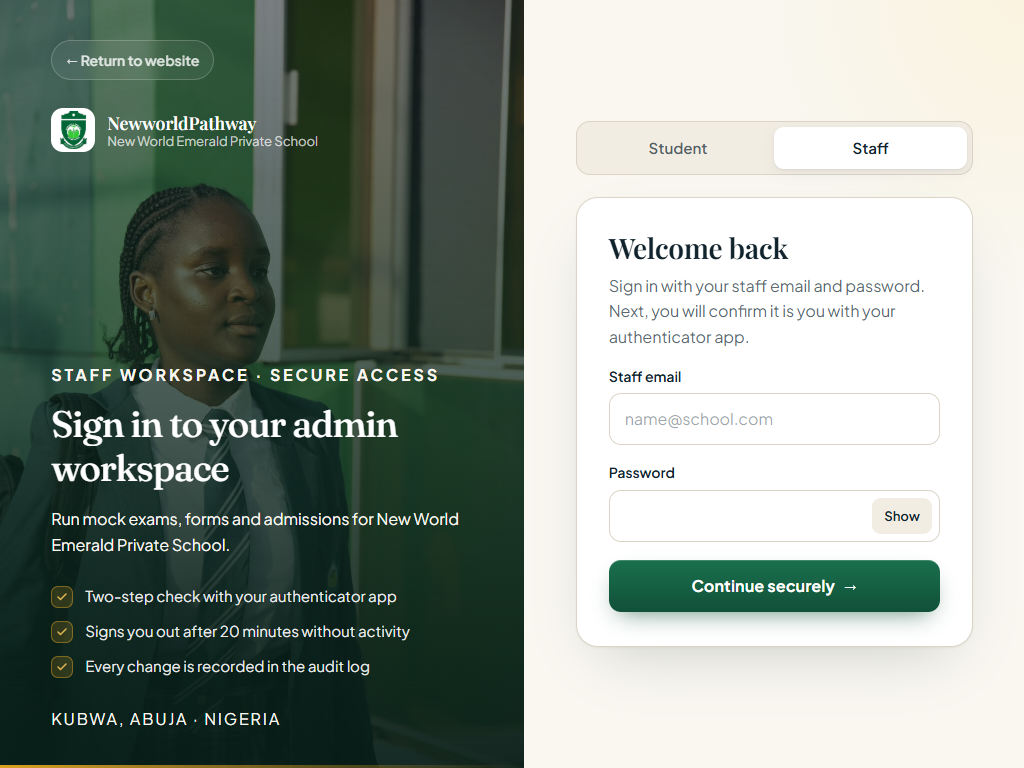 ← Return to website
NewworldPathway
New World Emerald Private School
STAFF WORKSPACE · SECURE ACCESS
Sign in to your admin
workspace
Run mock exams, forms and admissions for New World
Emerald Private School.
Two-step check with your authenticator app
Signs you out after 20 minutes without activity
Every change is recorded in the audit log
KUBWA, ABUJA · NIGERIA
Student
Staff
Welcome back
Sign in with your staff email and password.
Next, you will confirm it is you with your
authenticator app.
Staff email
name@school.com
Password
Show
Continue securely →